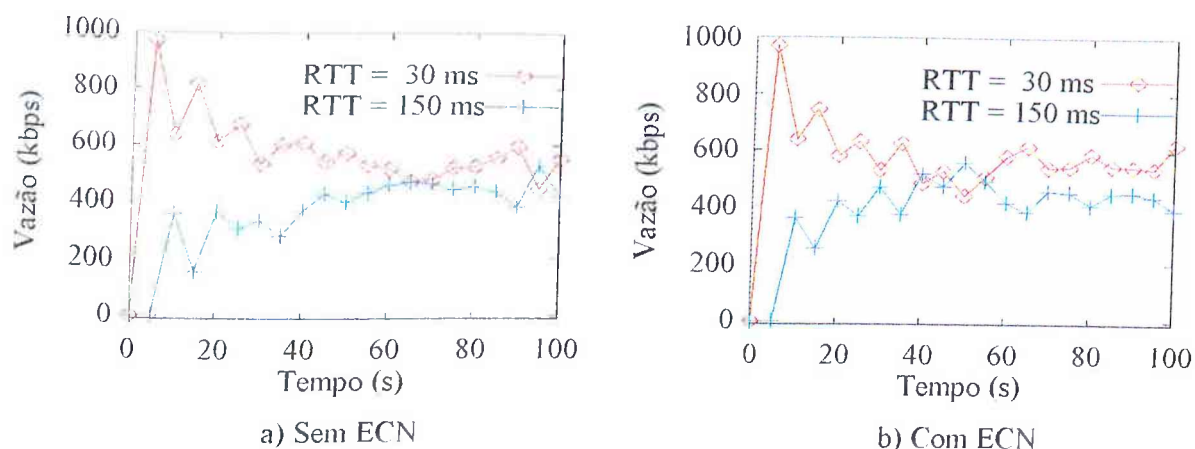 1000
800
600
400
200
0
Vazão (kbps)
RTT = 30 ms
RTT = 150 ms
0 20 40 60 80 100
Tempo (s)
a) Sem ECN
1000
800
600
400
200
0
Vazão (kbps)
RTT = 30 ms
RTT = 150 ms
0 20 40 60 80 100
Tempo (s)
b) Com ECN